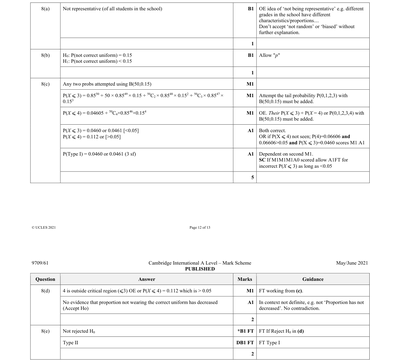 8(a) Not representative (of all students in the school) B1 OE idea of 'not being representative' e.g. different
grades in the school have different
characteristics/proportions....
Don't accept 'not random' or 'biased' without
further explanation.
1
8(b) H₀: P(not correct uniform) = 0.15
H₁: P(not correct uniform) < 0.15
B1 Allow "p"
1
8(c) Any two probs attempted using B(50,0.15) M1
P(X ⩽ 3) = 0.85⁵⁰ + 50 × 0.85⁴⁹ × 0.15 + ⁵⁰C₂ × 0.85⁴⁸ × 0.15² + ⁵⁰C₃ × 0.85⁴⁷ ×
0.15³
M1 Attempt the tail probability P(0,1,2,3) with
B(50,0.15) must be added.
P(X ⩽ 4) = 0.04605 + ⁵⁰C₄×0.85⁴⁶×0.15⁴ M1 OE. Their P(X ⩽ 3) + P(X = 4) or P(0,1,2,3,4) with
B(50,0.15) must be added.
P(X ⩽ 3) = 0.0460 or 0.0461 [<0.05]
P(X ⩽ 4) = 0.112 or [>0.05]
A1 Both correct.
OR if P(X ⩽ 4) not seen; P(4)=0.06606 and
0.06606>0.05 and P(X ⩽ 3)=0.0460 scores M1 A1
P(Type I) = 0.0460 or 0.0461 (3 sf) A1 Dependent on second M1.
SC If M1M1M1A0 scored allow A1FT for
incorrect P(X ⩽ 3) as long as <0.05
5
© UCLES 2021 Page 12 of 13
9709/61 Cambridge International A Level – Mark Scheme May/June 2021
PUBLISHED
Question Answer Marks Guidance
8(d) 4 is outside critical region (⩽3) OE or P(X ⩽ 4) = 0.112 which is > 0.05 M1 FT working from (c).
No evidence that proportion not wearing the correct uniform has decreased
(Accept Ho)
A1 In context not definite, e.g. not 'Proportion has not
decreased'. No contradiction.
2
8(e) Not rejected H₀ *B1 FT FT If Reject H₀ in (d)
Type II DB1 FT FT Type I
2